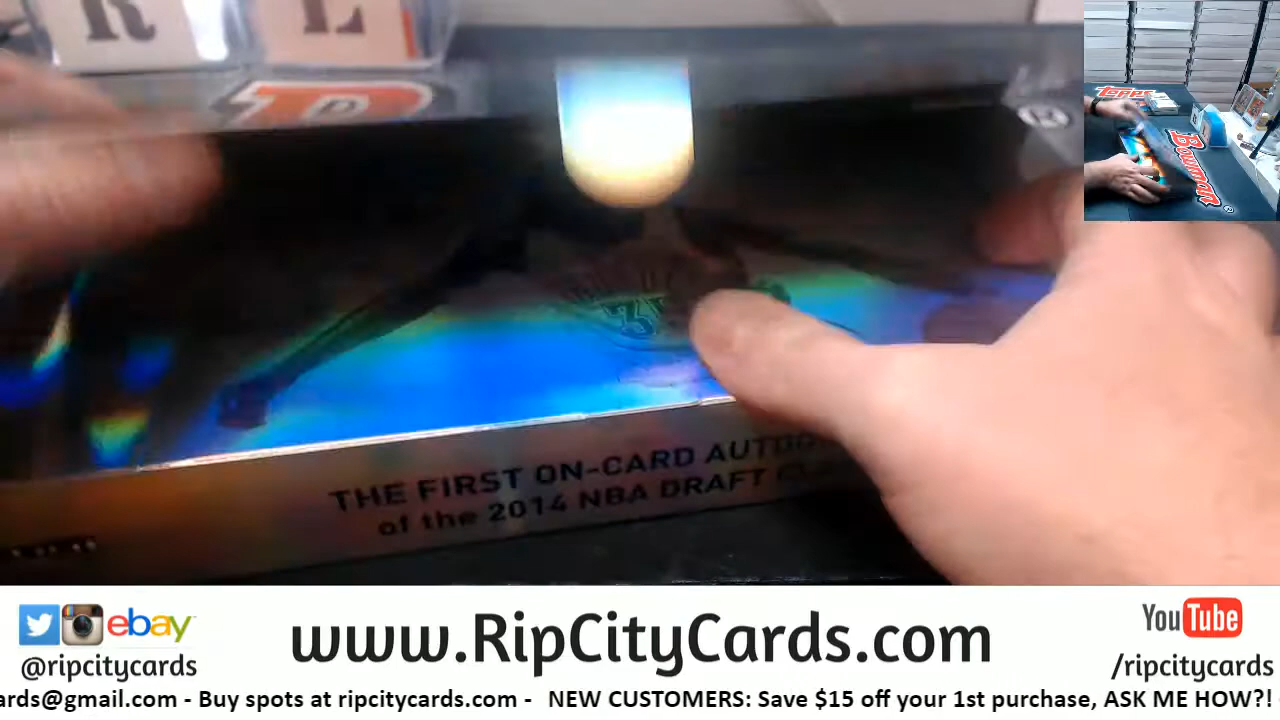 R L
Topps
Bowman
THE FIRST ON-CARD
of the 2014 NBA DRAFT
ebay
www.RipCityCards.com
YouTube
@ripcitycards
/ripcitycards
ards@gmail.com - Buy spots at ripcitycards.com - NEW CUSTOMERS: Save $15 off your 1st purchase, ASK ME HOW?!